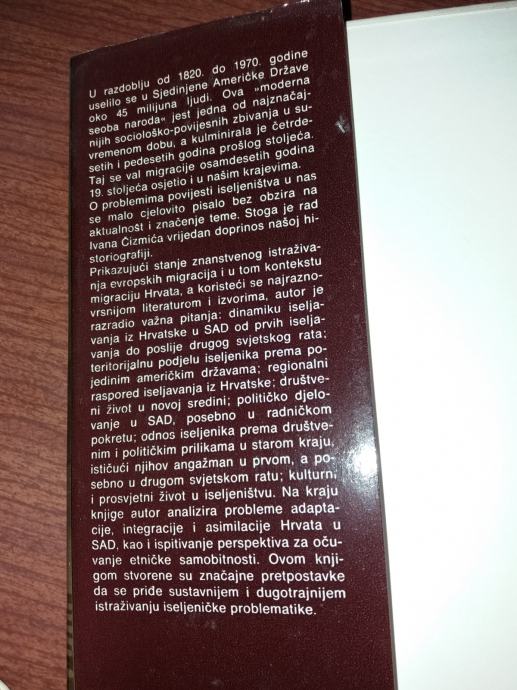 U razdoblju od 1820. do 1970. godine
uselilo se u Sjedinjene Američke Države
oko 45 milijuna ljudi. Ova »moderna
seoba naroda« jest jedna od najznačaj-
nijih sociološko-povijesnih zbivanja u su-
vremenom dobu, a kulminirala je četrde-
setih i pedesetih godina prošlog stoljeća.
Taj se val migracije osamdesetih godina
19. stoljeća osjetio i u našim krajevima.
O problemima povijesti iseljeništva u nas
se malo cjelovito pisalo bez obzira na
aktualnost i značenje teme. Stoga je rad
Ivana Čizmića vrijedan doprinos našoj hi-
storiografiji.
Prikazujući stanje znanstvenog istraživa-
nja evropskih migracija i u tom kontekstu
migraciju Hrvata, a koristeći se najrazno-
vrsnijom literaturom i izvorima, autor je
razradio važna pitanja: dinamiku iselja-
vanja iz Hrvatske u SAD od prvih iselja-
vanja do poslije drugog svjetskog rata;
teritorijalnu podjelu iseljenika prema po-
jedinim američkim državama; regionalni
raspored iseljavanja iz Hrvatske; društve-
ni život u novoj sredini; političko djelo-
vanje u SAD, posebno u radničkom
pokretu; odnos iseljenika prema društve-
nim i političkim prilikama u starom kraju,
ističući njihov angažman u prvom, a po-
sebno u drugom svjetskom ratu; kulturni
i prosvjetni život u iseljeništvu. Na kraju
knjige autor analizira probleme adapta-
cije, integracije i asimilacije Hrvata u
SAD, kao i ispitivanje perspektiva za oču-
vanje etničke samobitnosti. Ovom knji-
gom stvorene su značajne pretpostavke
da se priđe sustavnijem i dugotrajnijem
istraživanju iseljeničke problematike.